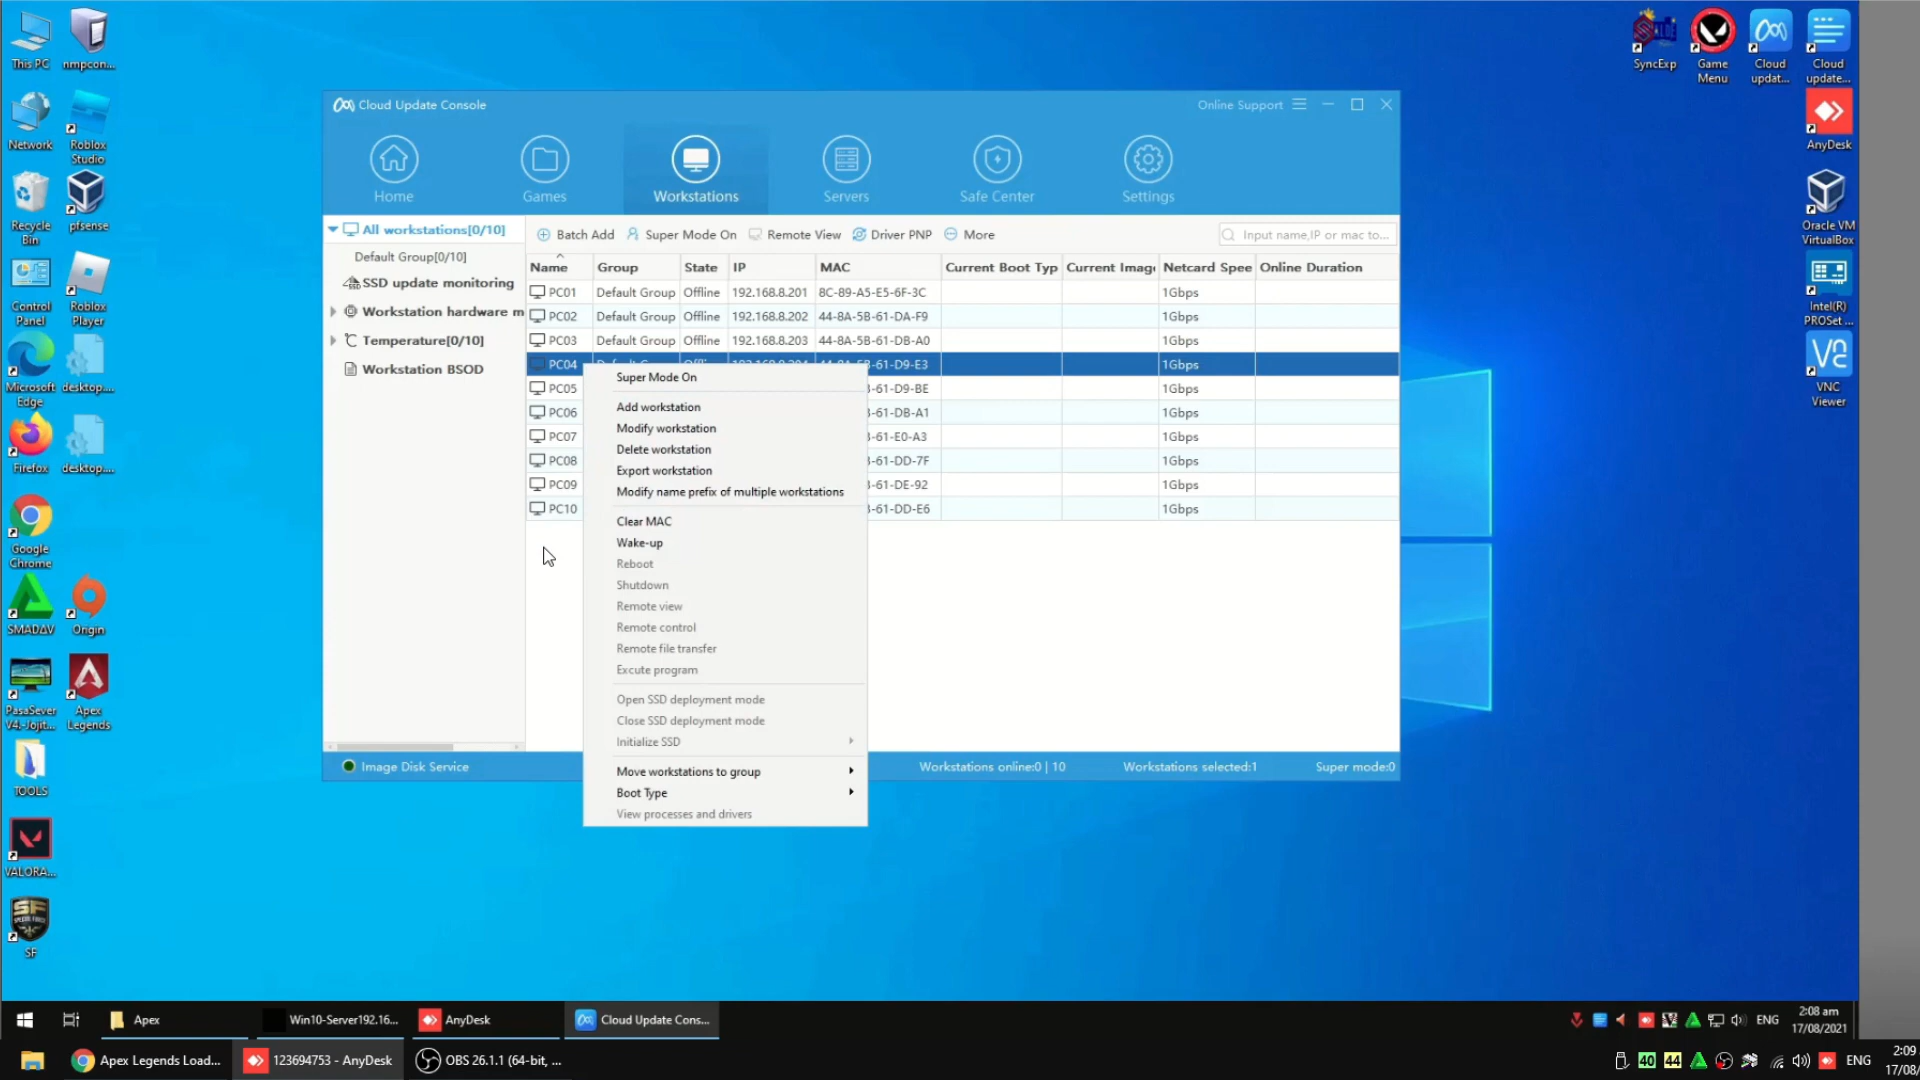 This PC
nmpcon...
Network
Roblox
Studio
Recycle
Bin
pfsense
Control
Panel
Roblox
Player
Microsoft
Edge
desktop....
Firefox
desktop....
Google
Chrome
SMADΔV
Origin
PasaSever
V4.-Jojit...
Apex
Legends
TOOLS
VALORA...
SF
SyncExp
Game
Menu
Cloud
updat...
Cloud
update...
AnyDesk
Oracle VM
VirtualBox
Intel(R)
PROSet ...
VNC
Viewer
Cloud Update Console
Online Support
Home
Games
Workstations
Servers
Safe Center
Settings
All workstations[0/10]
Default Group[0/10]
SSD update monitoring
Workstation hardware m
Temperature[0/10]
Workstation BSOD
Batch Add
Super Mode On
Remote View
Driver PNP
More
Input name,IP or mac to...
Name Group State IP MAC Current Boot Typ Current Imag Netcard Spee Online Duration
PC01 Default Group Offline 192.168.8.201 8C-89-A5-E5-6F-3C 1Gbps
PC02 Default Group Offline 192.168.8.202 44-8A-5B-61-DA-F9 1Gbps
PC03 Default Group Offline 192.168.8.203 44-8A-5B-61-DB-A0 1Gbps
PC04 Default Group Offline 192.168.8.204 44-8A-5B-61-D9-E3 1Gbps
PC05 -61-D9-BE 1Gbps
PC06 -61-DB-A1 1Gbps
PC07 -61-E0-A3 1Gbps
PC08 -61-DD-7F 1Gbps
PC09 -61-DE-92 1Gbps
PC10 -61-DD-E6 1Gbps
Super Mode On
Add workstation
Modify workstation
Delete workstation
Export workstation
Modify name prefix of multiple workstations
Clear MAC
Wake-up
Reboot
Shutdown
Remote view
Remote control
Remote file transfer
Excute program
Open SSD deployment mode
Close SSD deployment mode
Initialize SSD
Move workstations to group
Boot Type
View processes and drivers
Image Disk Service
Workstations online:0 | 10
Workstations selected:1
Super mode:0
Apex
Win10-Server192.16...
AnyDesk
Cloud Update Cons...
ENG
2:08 am
17/08/2021
Apex Legends Load...
123694753 - AnyDesk
OBS 26.1.1 (64-bit, ...
40
44
ENG
2:09
17/08/